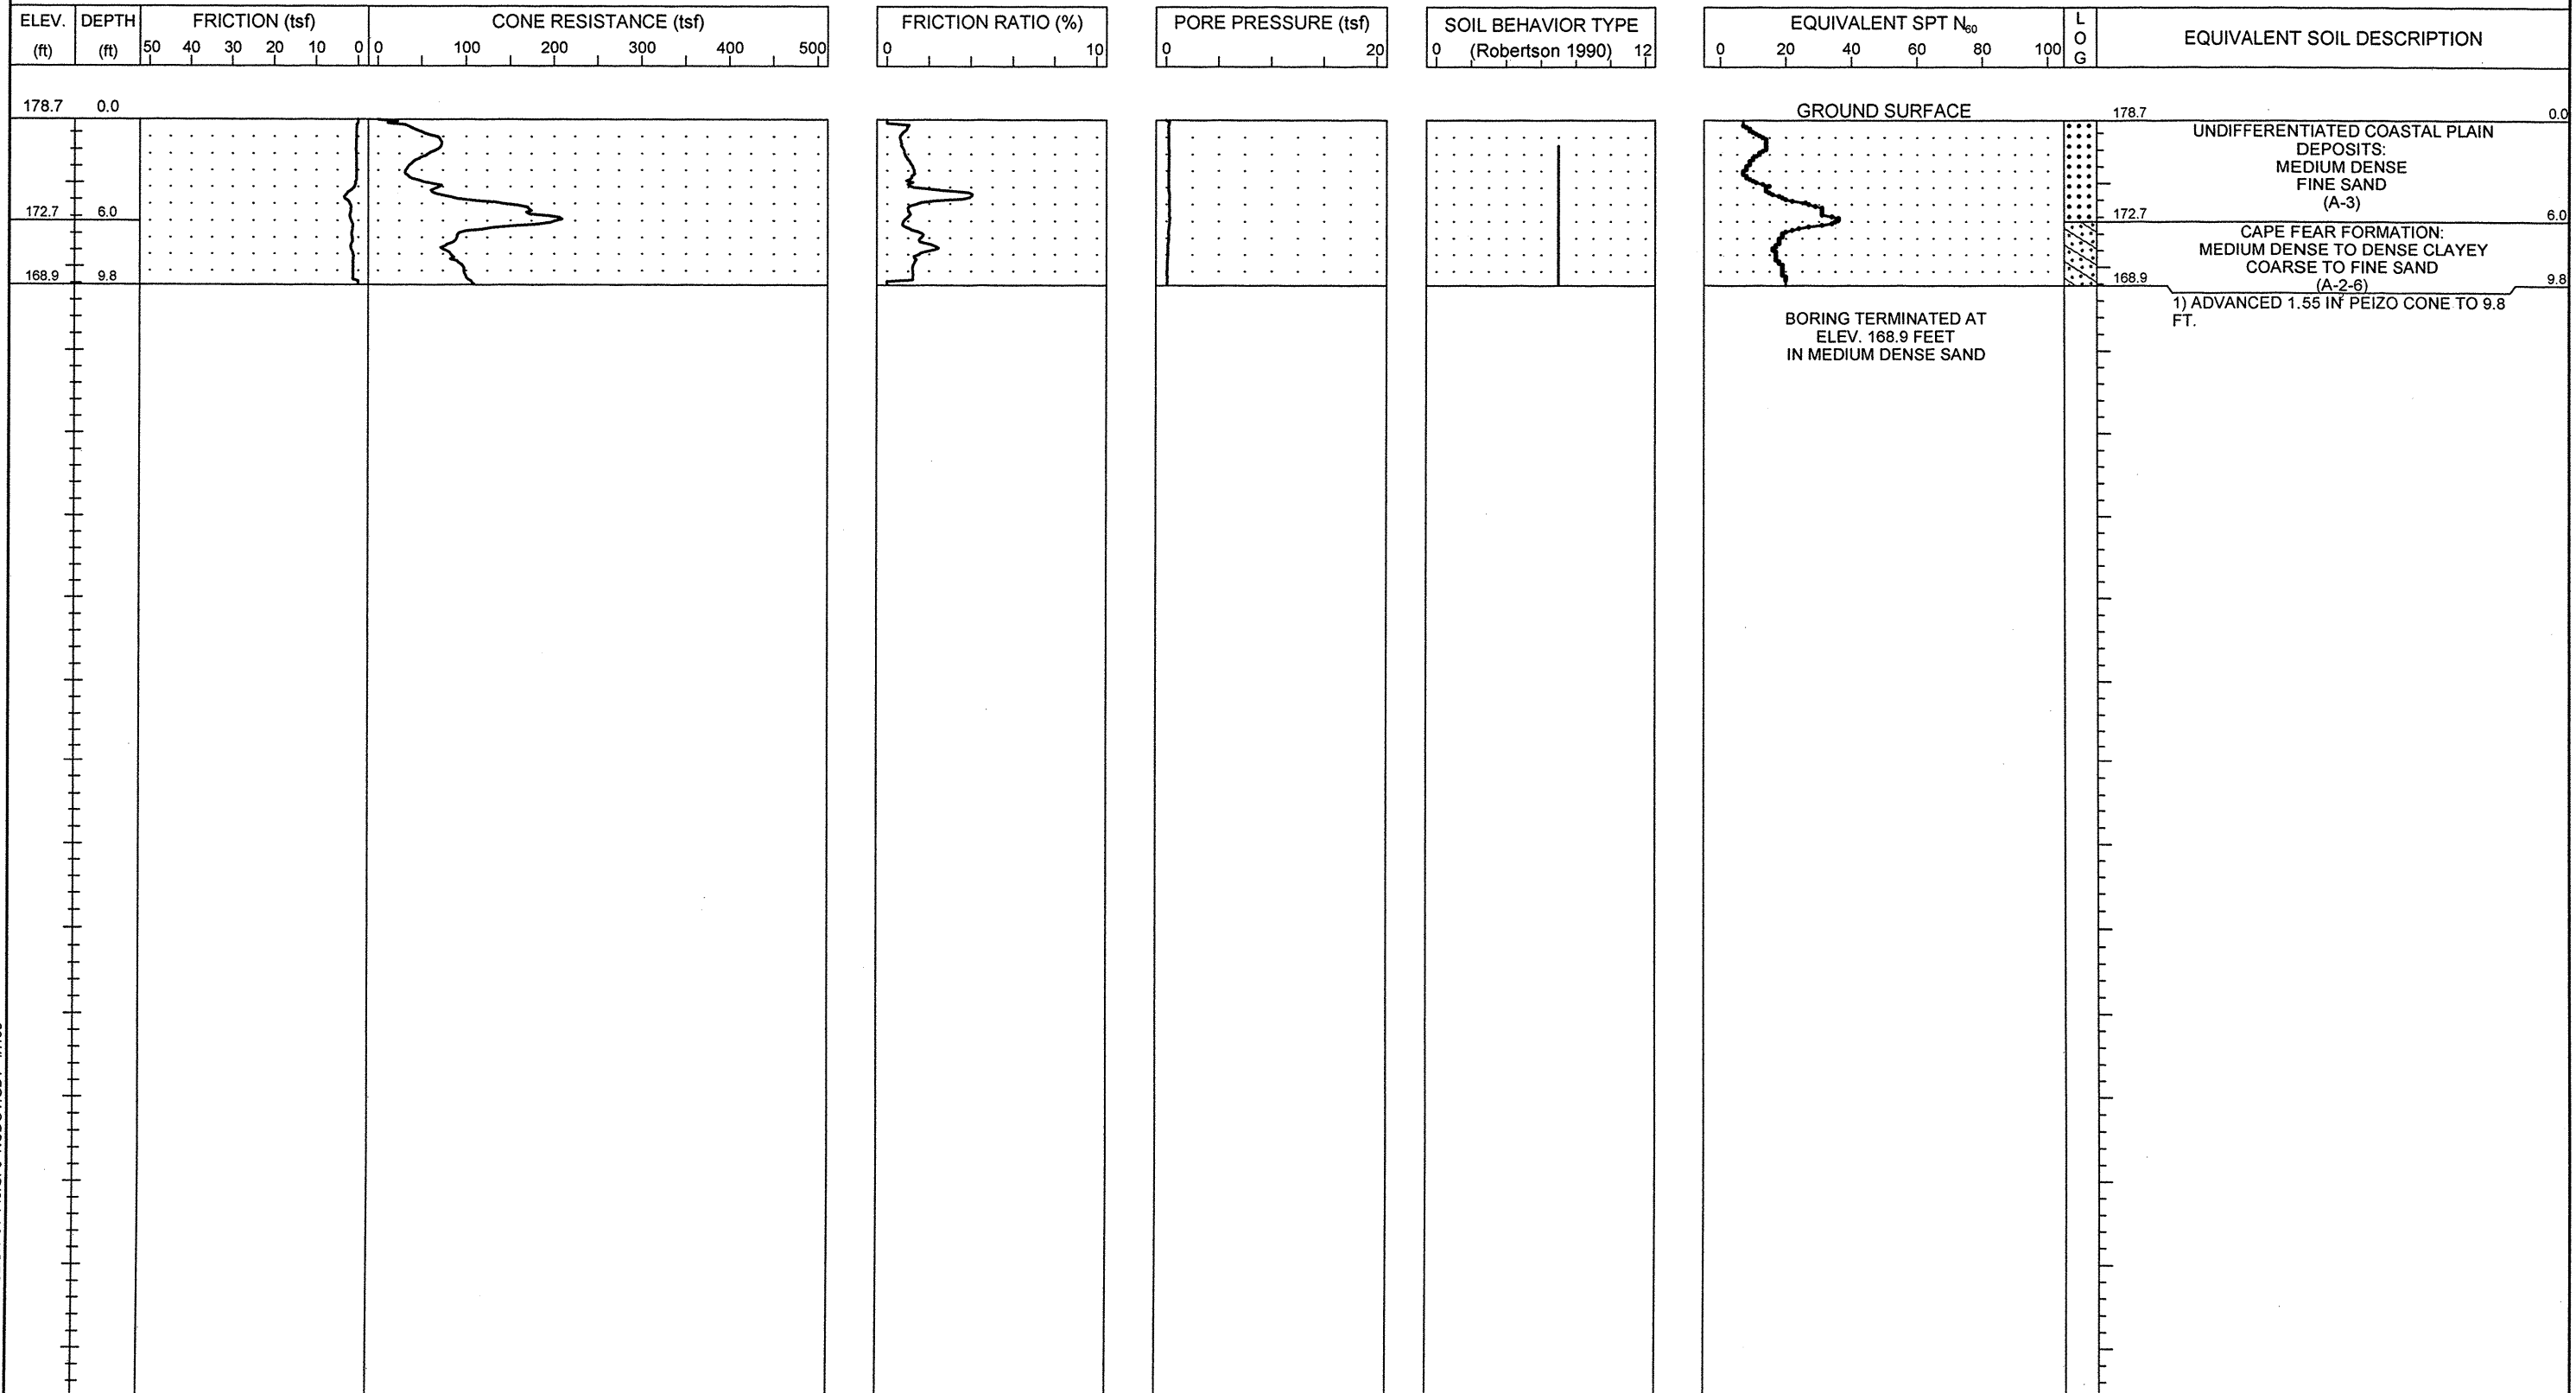 ELEV. DEPTH FRICTION (tsf) CONE RESISTANCE (tsf) FRICTION RATIO (%) PORE PRESSURE (tsf) SOIL BEHAVIOR TYPE EQUIVALENT SPT N60 L
(ft) (ft) 50 40 30 20 10 0 0 100 200 300 400 500 0 10 0 20 0 (Robertson 1990) 12 0 20 40 60 80 100 O EQUIVALENT SOIL DESCRIPTION
G
178.7 0.0 GROUND SURFACE 178.7 0.0
UNDIFFERENTIATED COASTAL PLAIN
DEPOSITS:
MEDIUM DENSE
FINE SAND
(A-3)
172.7 6.0 172.7 6.0
CAPE FEAR FORMATION:
MEDIUM DENSE TO DENSE CLAYEY
COARSE TO FINE SAND
(A-2-6)
168.9 9.8 168.9 9.8
1) ADVANCED 1.55 IN PEIZO CONE TO 9.8
FT.
BORING TERMINATED AT
ELEV. 168.9 FEET
IN MEDIUM DENSE SAND